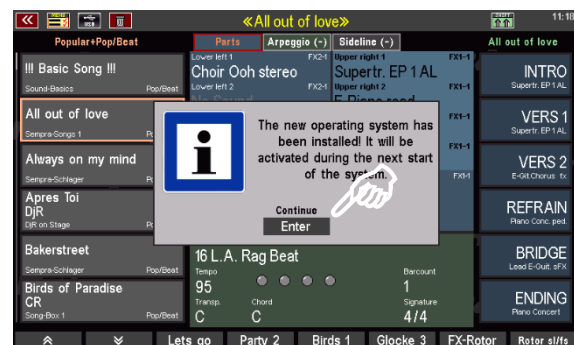 MENU
USB
«All out of love»
11:18
Popular+Pop/Beat
Parts
Arpeggio (-)
Sideline (-)
All out of love
!!! Basic Song !!!
Sound-Basics
Pop/Beat
All out of love
Sempra-Songs 1
Always on my mind
Sempra-Schlager
Apres Toi
DjR
DjR on Stage
Bakerstreet
Sempra-Schlager
Pop/Beat
Birds of Paradise
CR
Song-Box 1
Pop/Beat
Lower left 1
FX2-1
Choir Ooh stereo
Lower left 2
FX2-1
No Sound
Upper right 1
FX1-1
Supertr. EP 1 AL
Upper right 2
FX1-1
E-Piano road
FX1-1
FX1-1
The new operating system has
been installed! It will be
activated during the next start
of the system.
Continue
Enter
16 L.A. Rag Beat
Tempo
95
Barcount
1
Transp.
C
Chord
C
Signature
4/4
INTRO
Supertr. EP 1 AL
VERS 1
Supertr. EP 1 AL
VERS 2
E-Git.Chorus fx
REFRAIN
Piano Conc. ped.
BRIDGE
Lead E-Guit. sFX
ENDING
Piano Concert
Lets go
Party 2
Birds 1
Glocke 3
FX-Rotor
Rotor sl/fs